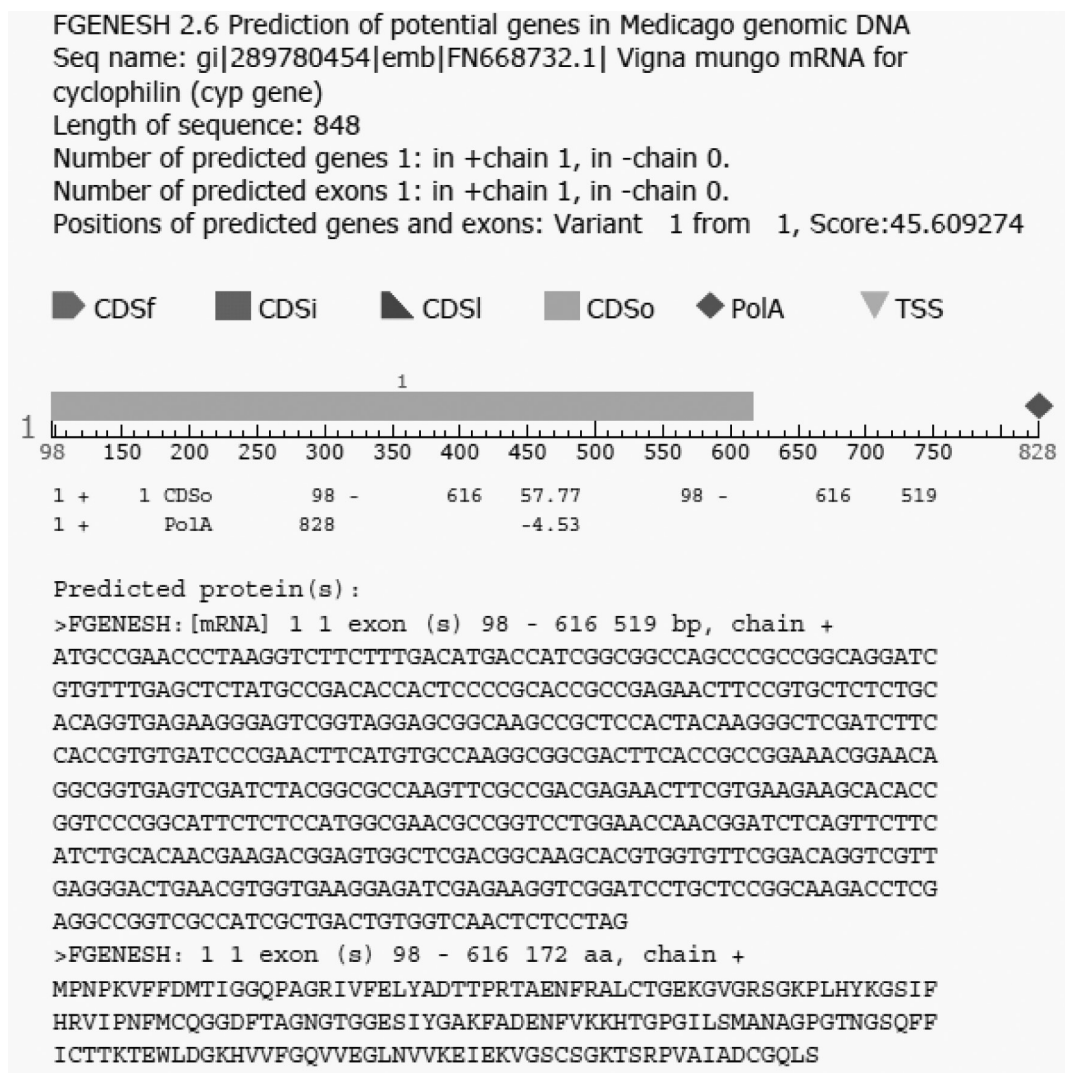 FGENESH 2.6 Prediction of potential genes in Medicago genomic DNA
Seq name: gi|289780454|emb|FN668732.1| Vigna mungo mRNA for
cyclophilin (cyp gene)
Length of sequence: 848
Number of predicted genes 1: in +chain 1, in -chain 0.
Number of predicted exons 1: in +chain 1, in -chain 0.
Positions of predicted genes and exons: Variant 1 from 1, Score:45.609274
CDSf CDSi CDSl CDSo PolA TSS
1
1
98 150 200 250 300 350 400 450 500 550 600 650 700 750 828
1 + 1 CDSo 98 - 616 57.77 98 - 616 519
1 + PolA 828 -4.53
Predicted protein(s):
>FGENESH:[mRNA] 1 1 exon (s) 98 - 616 519 bp, chain +
ATGCCGAACCCTAAGGTCTTCTTTGACATGACCATCGGCGGCCAGCCCGCCGGCAGGATC
GTGTTTGAGCTCTATGCCGACACCACTCCCCGCACCGCCGAGAACTTCCGTGCTCTCTGC
ACAGGTGAGAAGGGAGTCGGTAGGAGCGGCAAGCCGCTCCACTACAAGGGCTCGATCTTC
CACCGTGTGATCCCGAACTTCATGTGCCAAGGCGGCGACTTCACCGCCGGAAACGGAACA
GGCGGTGAGTCGATCTACGGCGCCAAGTTCGCCGACGAGAACTTCGTGAAGAAGCACACC
GGTCCCGGCATTCTCTCCATGGCGAACGCCGGTCCTGGAACCAACGGATCTCAGTTCTTC
ATCTGCACAACGAAGACGGAGTGGCTCGACGGCAAGCACGTGGTGTTCGGACAGGTCGTT
GAGGGACTGAACGTGGTGAAGGAGATCGAGAAGGTCGGATCCTGCTCCGGCAAGACCTCG
AGGCCGGTCGCCATCGCTGACTGTGGTCAACTCTCCTAG
>FGENESH: 1 1 exon (s) 98 - 616 172 aa, chain +
MPNPKVFFDMTIGGQPAGRIVFELYADTTPRTAENFRALCTGEKGVGRSGKPLHYKGSIF
HRVIPNFMCQGGDFTAGNGTGGESIYGAKFADENFVKKHTGPGILSMANAGPGTNGSQFF
ICTTKTEWLDGKHVVFGQVVEGLNVVKEIEKVGSCSGKTSRPVAIADCGQLS